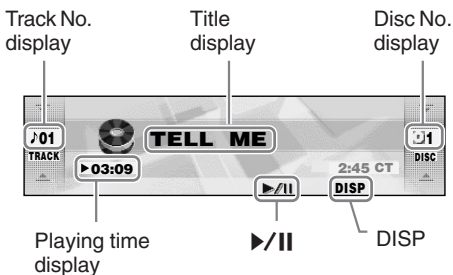 Track No.
display
Title
display
Disc No.
display
♪01
TRACK
TELL ME
1
DISC
▶03:09
2:45 CT
▶/II
DISP
Playing time
display
▶/II
DISP